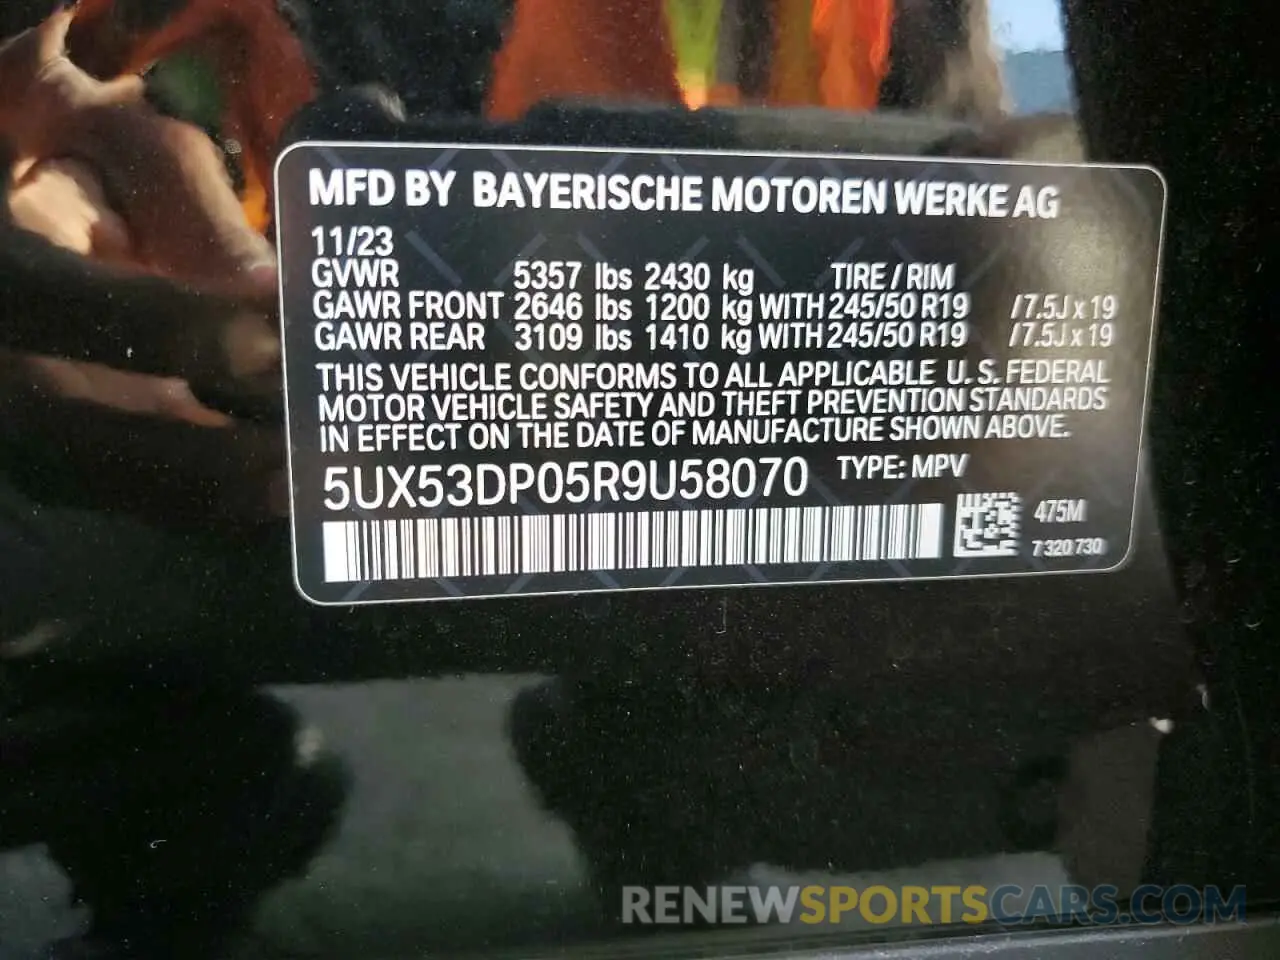 MFD BY BAYERISCHE MOTOREN WERKE AG
11/23
GVWR 5357 lbs 2430 kg TIRE / RIM
GAWR FRONT 2646 lbs 1200 kg WITH 245/50 R19 /7.5J x 19
GAWR REAR 3109 lbs 1410 kg WITH 245/50 R19 /7.5J x 19
THIS VEHICLE CONFORMS TO ALL APPLICABLE U.S. FEDERAL
MOTOR VEHICLE SAFETY AND THEFT PREVENTION STANDARDS
IN EFFECT ON THE DATE OF MANUFACTURE SHOWN ABOVE.
5UX53DP05R9U58070 TYPE: MPV
475M
7 320 730
RENEWSPORTSCARS.COM